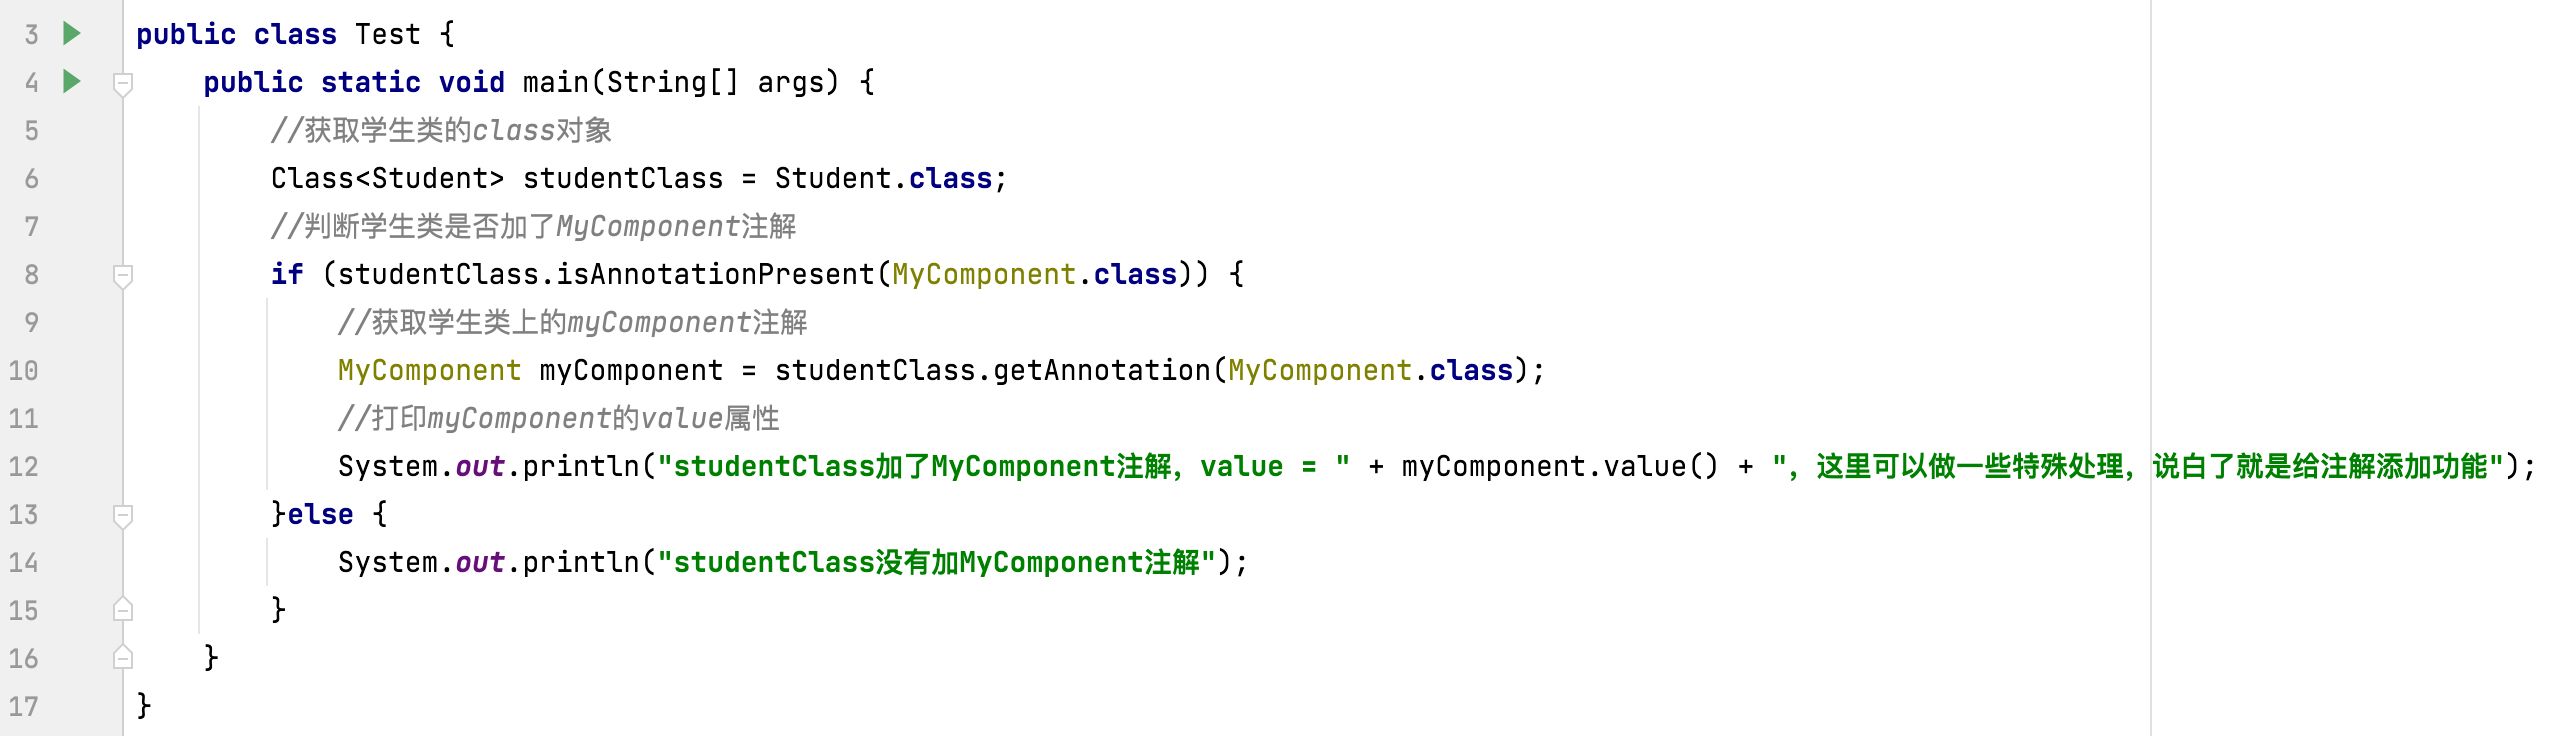 3 public class Test {
4 public static void main(String[] args) {
5 //获取学生类的class对象
6 Class<Student> studentClass = Student.class;
7 //判断学生类是否加了MyComponent注解
8 if (studentClass.isAnnotationPresent(MyComponent.class)) {
9 //获取学生类上的myComponent注解
10 MyComponent myComponent = studentClass.getAnnotation(MyComponent.class);
11 //打印myComponent的value属性
12 System.out.println("studentClass加了MyComponent注解，value = " + myComponent.value() + "，这里可以做一些特殊处理，说白了就是给注解添加功能");
13 }else {
14 System.out.println("studentClass没有加MyComponent注解");
15 }
16 }
17 }